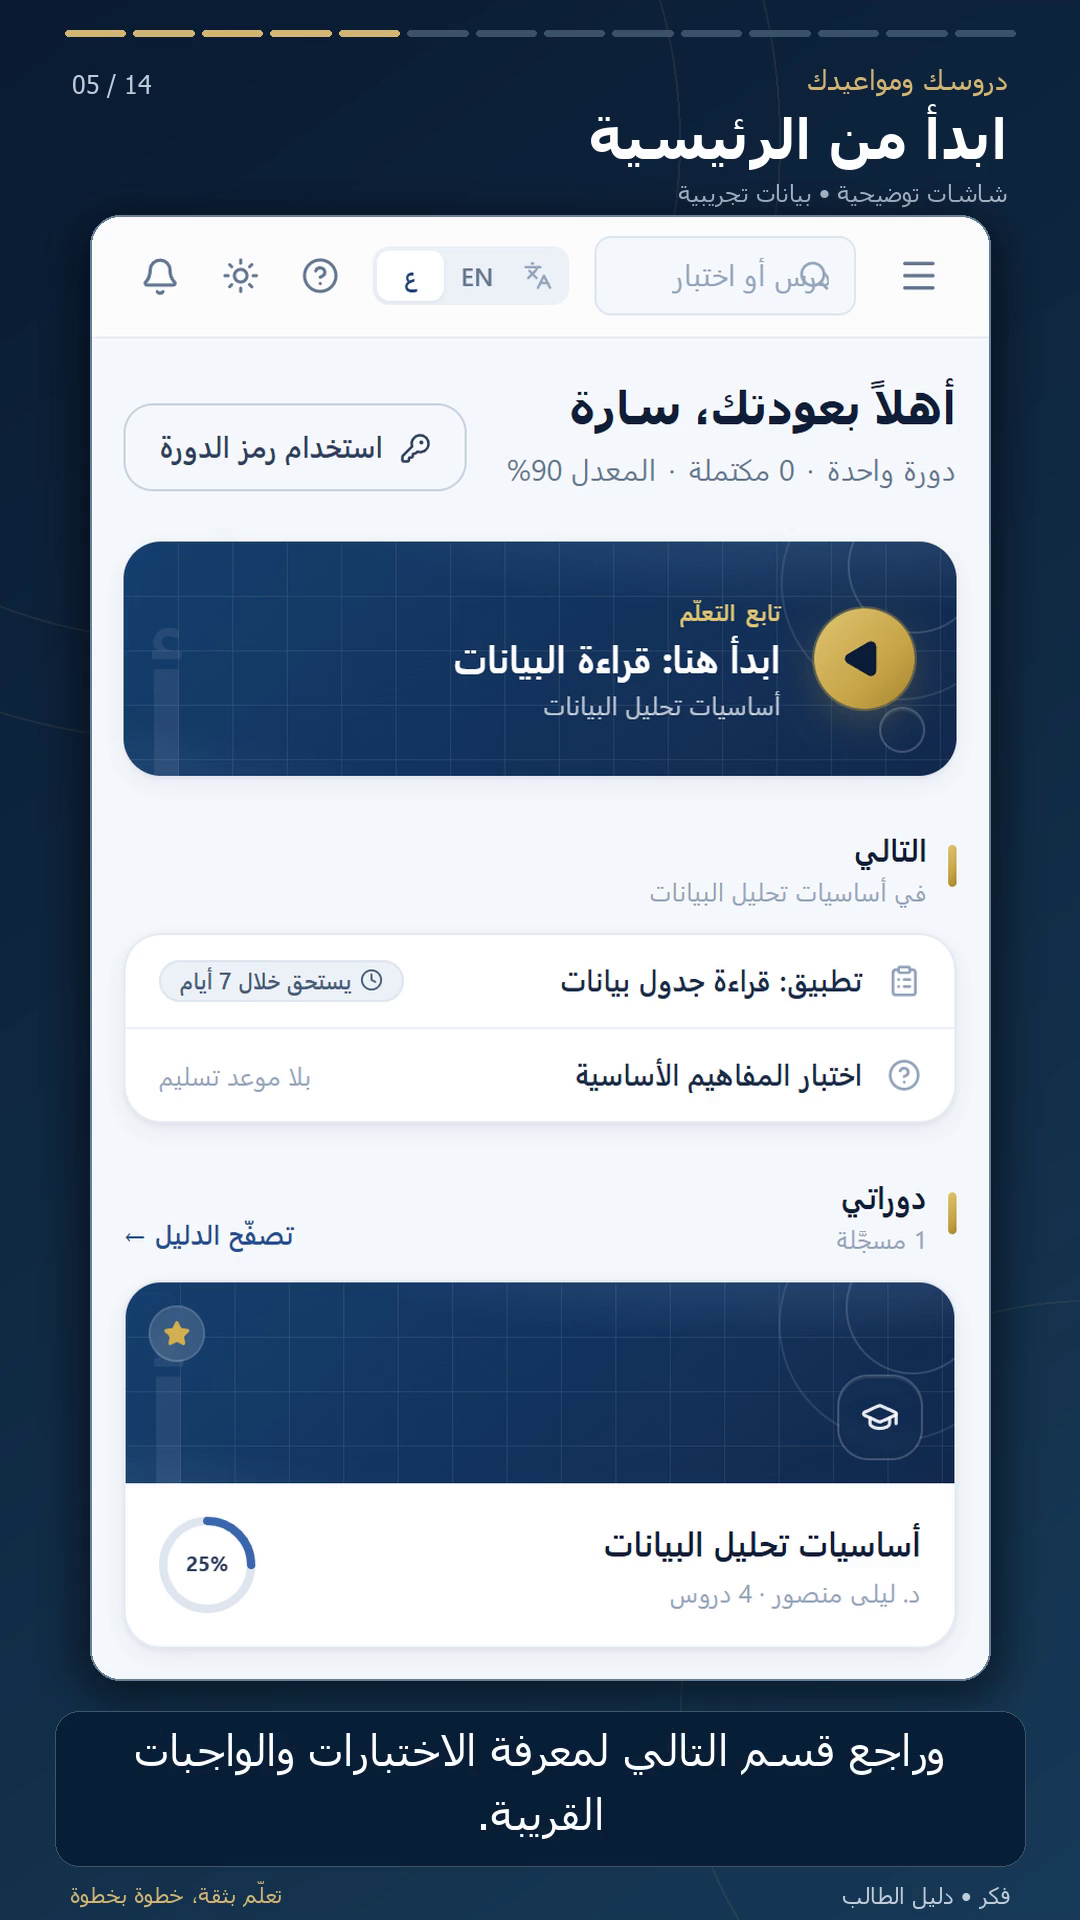 05 / 14
دروسك ومواعيدك
ابدأ من الرئيسية
شاشات توضيحية • بيانات تجريبية
أو اختبار
EN
ع
أهلاً بعودتك، سارة
دورة واحدة · 0 مكتملة · المعدل 90%
استخدام رمز الدورة
تابع التعلّم
ابدأ هنا: قراءة البيانات
أساسيات تحليل البيانات
أ
التالي
في أساسيات تحليل البيانات
تطبيق: قراءة جدول بيانات
يستحق خلال 7 أيام
اختبار المفاهيم الأساسية
بلا موعد تسليم
دوراتي
1 مسجَّلة
تصفّح الدليل ←
أ
أساسيات تحليل البيانات
د. ليلى منصور · 4 دروس
25%
وراجع قسم التالي لمعرفة الاختبارات والواجبات
القريبة.
فكر • دليل الطالب
تعلّم بثقة، خطوة بخطوة